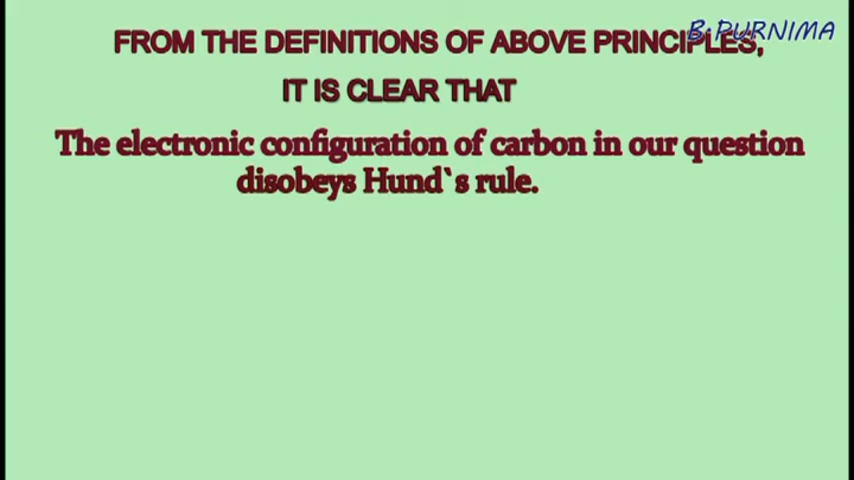 B.PURNIMA
FROM THE DEFINITIONS OF ABOVE PRINCIPLES,
IT IS CLEAR THAT
The electronic configuration of carbon in our question
disobeys Hund`s rule.